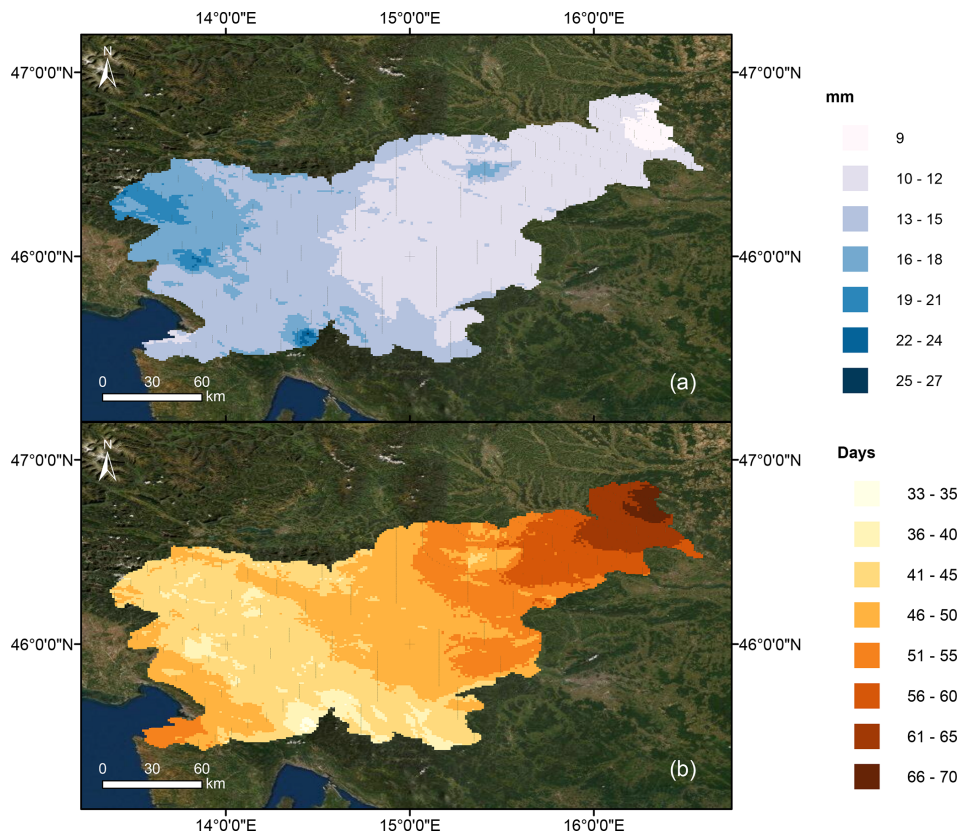 14°0'0"E 15°0'0"E 16°0'0"E
47°0'0"N
N
47°0'0"N
46°0'0"N
46°0'0"N
0 30 60
km
(a)
mm
9
10 - 12
13 - 15
16 - 18
19 - 21
22 - 24
25 - 27
47°0'0"N
N
47°0'0"N
46°0'0"N
46°0'0"N
0 30 60
km
(b)
Days
33 - 35
36 - 40
41 - 45
46 - 50
51 - 55
56 - 60
61 - 65
66 - 70
14°0'0"E 15°0'0"E 16°0'0"E